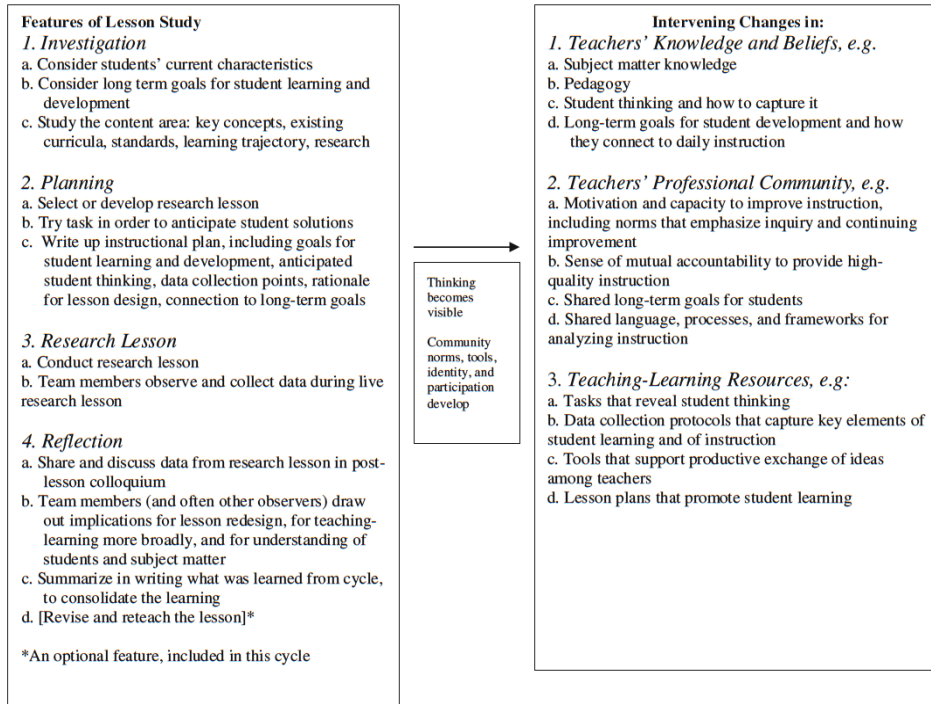 Features of Lesson Study
1. Investigation
a. Consider students' current characteristics
b. Consider long term goals for student learning and
development
c. Study the content area: key concepts, existing
curricula, standards, learning trajectory, research
2. Planning
a. Select or develop research lesson
b. Try task in order to anticipate student solutions
c. Write up instructional plan, including goals for
student learning and development, anticipated
student thinking, data collection points, rationale
for lesson design, connection to long-term goals
3. Research Lesson
a. Conduct research lesson
b. Team members observe and collect data during live
research lesson
4. Reflection
a. Share and discuss data from research lesson in post-
lesson colloquium
b. Team members (and often other observers) draw
out implications for lesson redesign, for teaching-
learning more broadly, and for understanding of
students and subject matter
c. Summarize in writing what was learned from cycle,
to consolidate the learning
d. [Revise and reteach the lesson]*
*An optional feature, included in this cycle
Thinking
becomes
visible
Community
norms, tools,
identity, and
participation
develop
Intervening Changes in:
1. Teachers' Knowledge and Beliefs, e.g.
a. Subject matter knowledge
b. Pedagogy
c. Student thinking and how to capture it
d. Long-term goals for student development and how
they connect to daily instruction
2. Teachers' Professional Community, e.g.
a. Motivation and capacity to improve instruction,
including norms that emphasize inquiry and continuing
improvement
b. Sense of mutual accountability to provide high-
quality instruction
c. Shared long-term goals for students
d. Shared language, processes, and frameworks for
analyzing instruction
3. Teaching-Learning Resources, e.g:
a. Tasks that reveal student thinking
b. Data collection protocols that capture key elements of
student learning and of instruction
c. Tools that support productive exchange of ideas
among teachers
d. Lesson plans that promote student learning